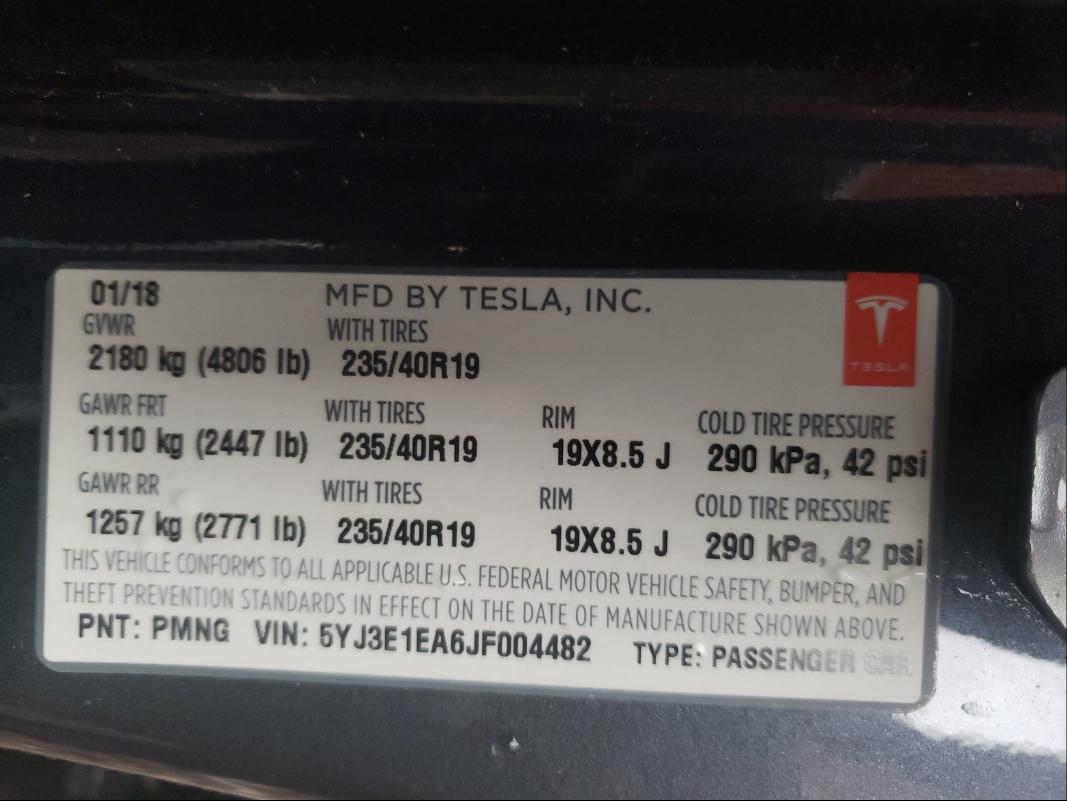 01/18 MFD BY TESLA, INC.
GVWR WITH TIRES
2180 kg (4806 lb) 235/40R19
TESLA
GAWR FRT WITH TIRES RIM COLD TIRE PRESSURE
1110 kg (2447 lb) 235/40R19 19X8.5 J 290 kPa, 42 psi
GAWR RR WITH TIRES RIM COLD TIRE PRESSURE
1257 kg (2771 lb) 235/40R19 19X8.5 J 290 kPa, 42 psi
THIS VEHICLE CONFORMS TO ALL APPLICABLE U.S. FEDERAL MOTOR VEHICLE SAFETY, BUMPER, AND
THEFT PREVENTION STANDARDS IN EFFECT ON THE DATE OF MANUFACTURE SHOWN ABOVE.
PNT: PMNG VIN: 5YJ3E1EA6JF004482 TYPE: PASSENGER CAR